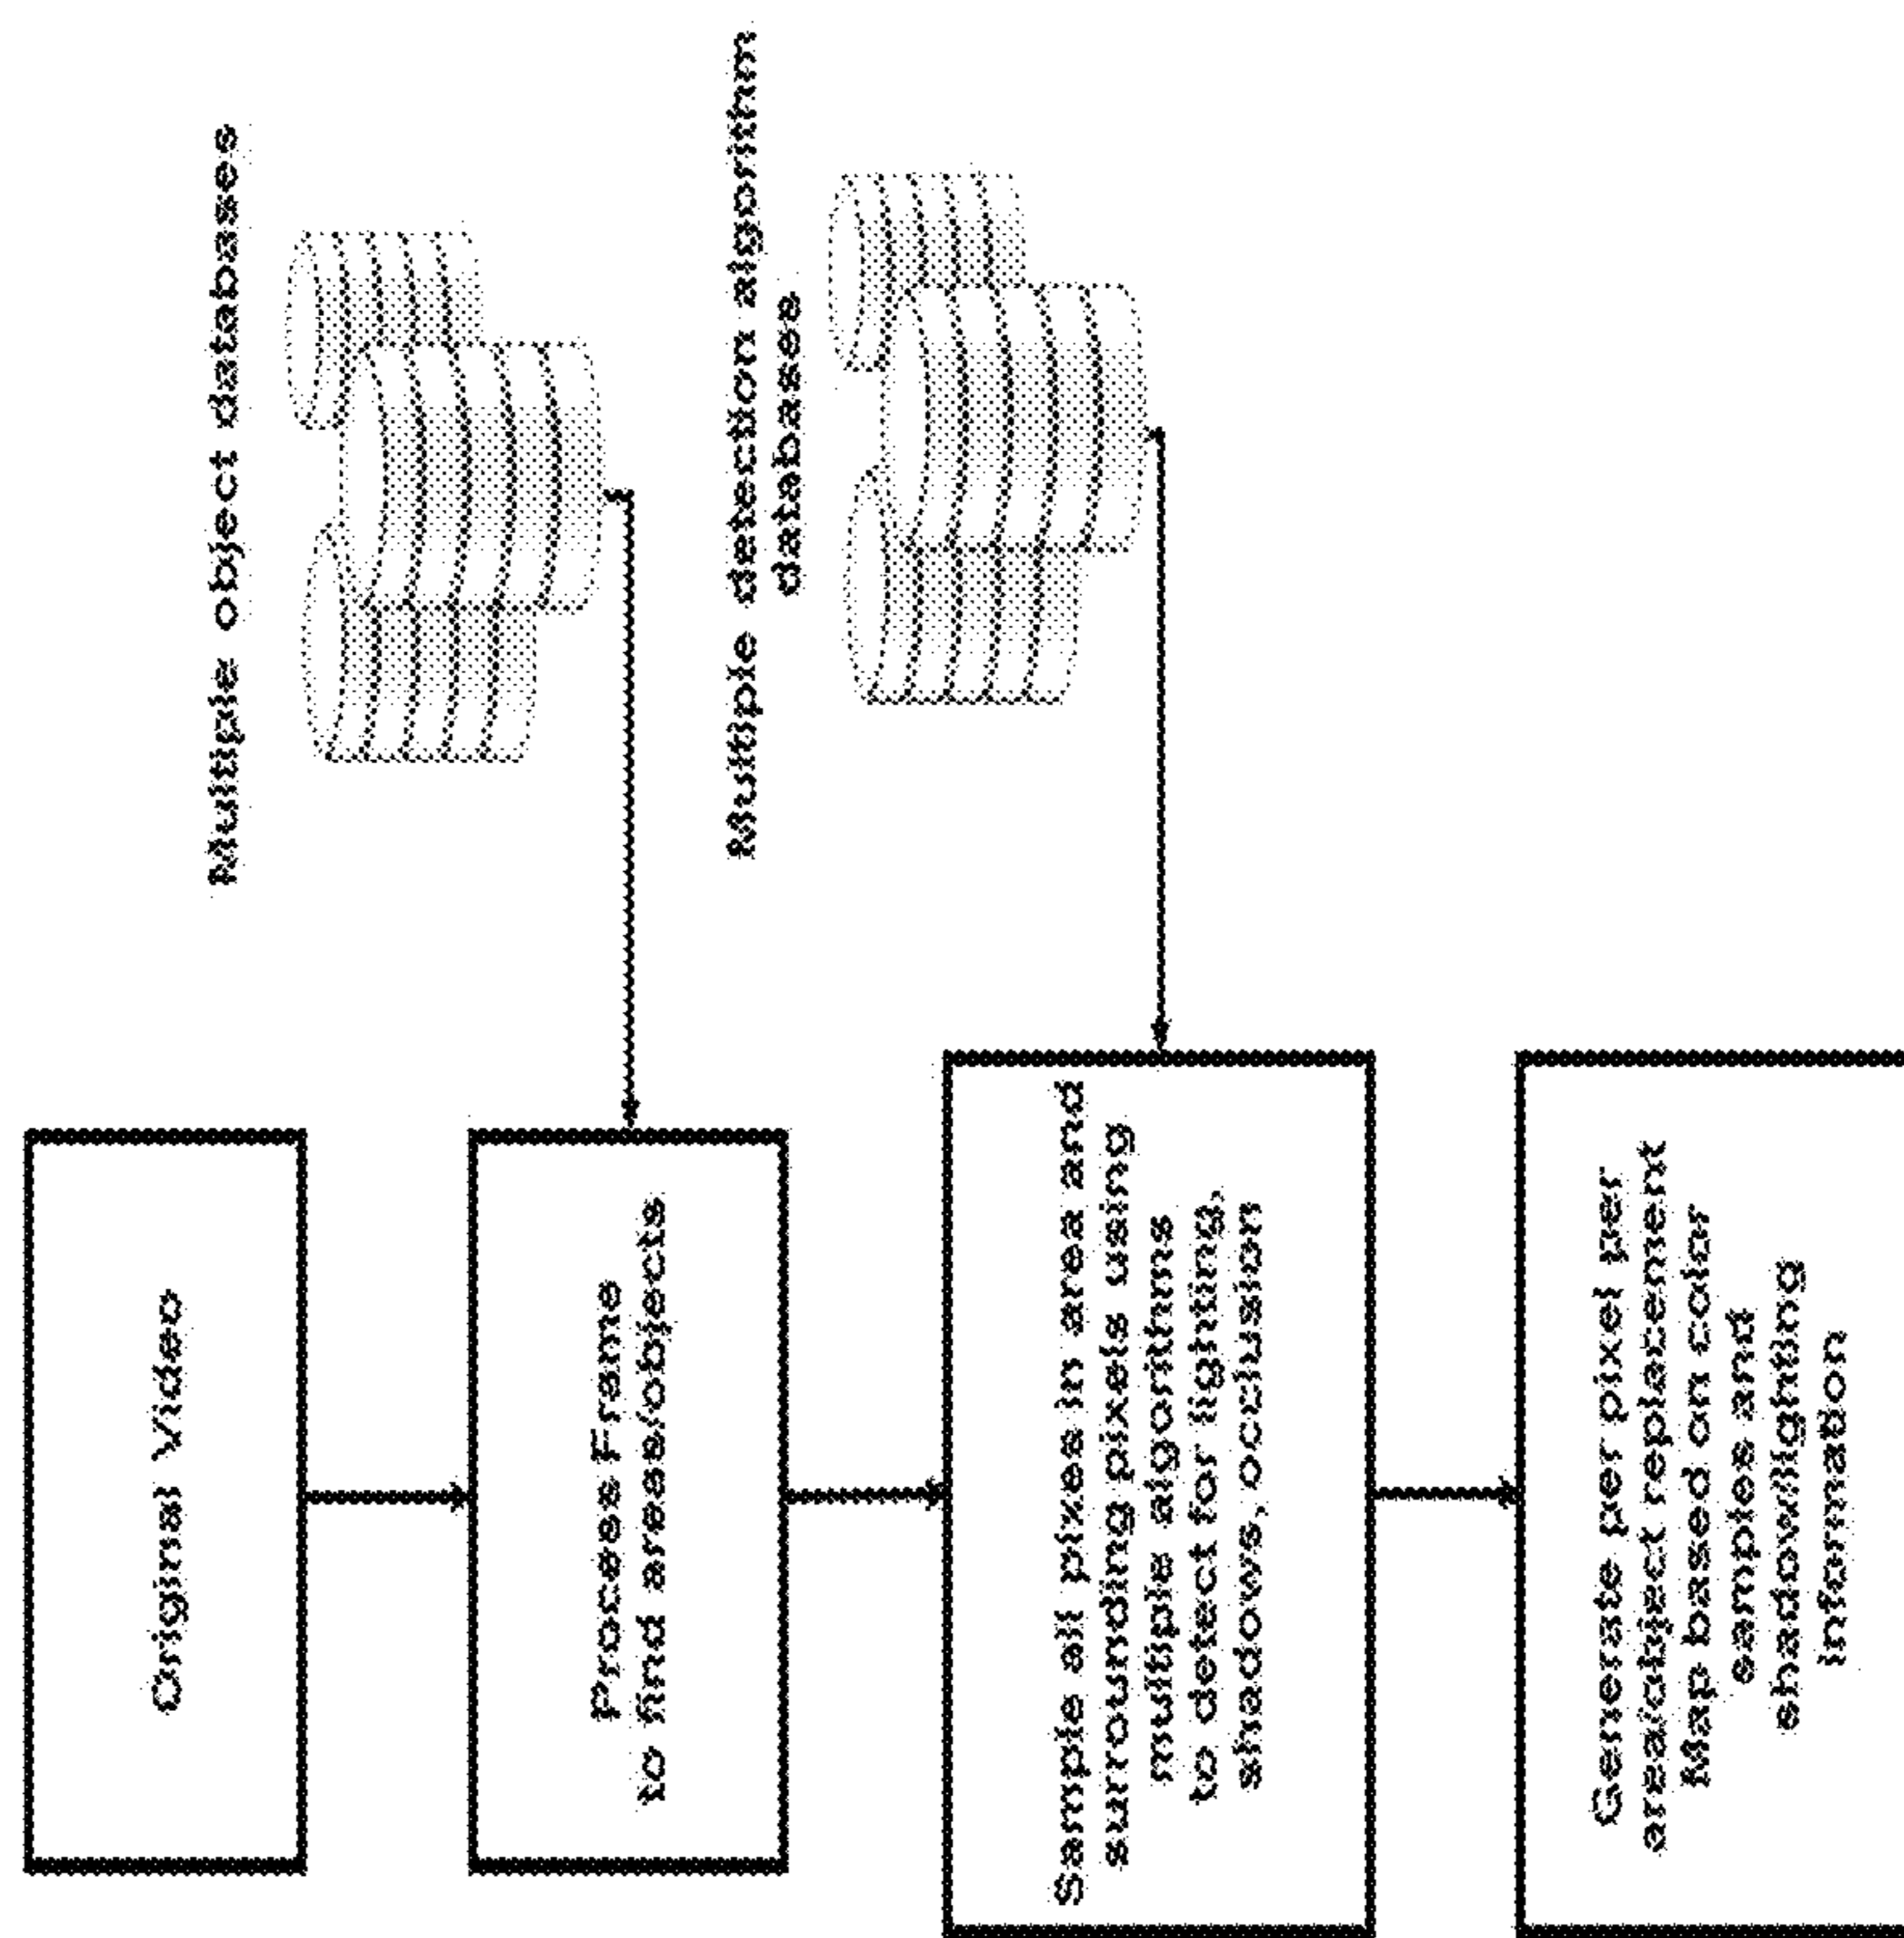 Multiple object databases
Multiple detection algorithm
databases
Original Video
Process Frame
to find areas/objects
Sample all pixes in area and
surrounding pixels using
multiple algorithms
to detect for lighting,
shadows, occlusion
Generate per pixel per
area/object replacement
Map based on color
samples and
shadow/lighting
information